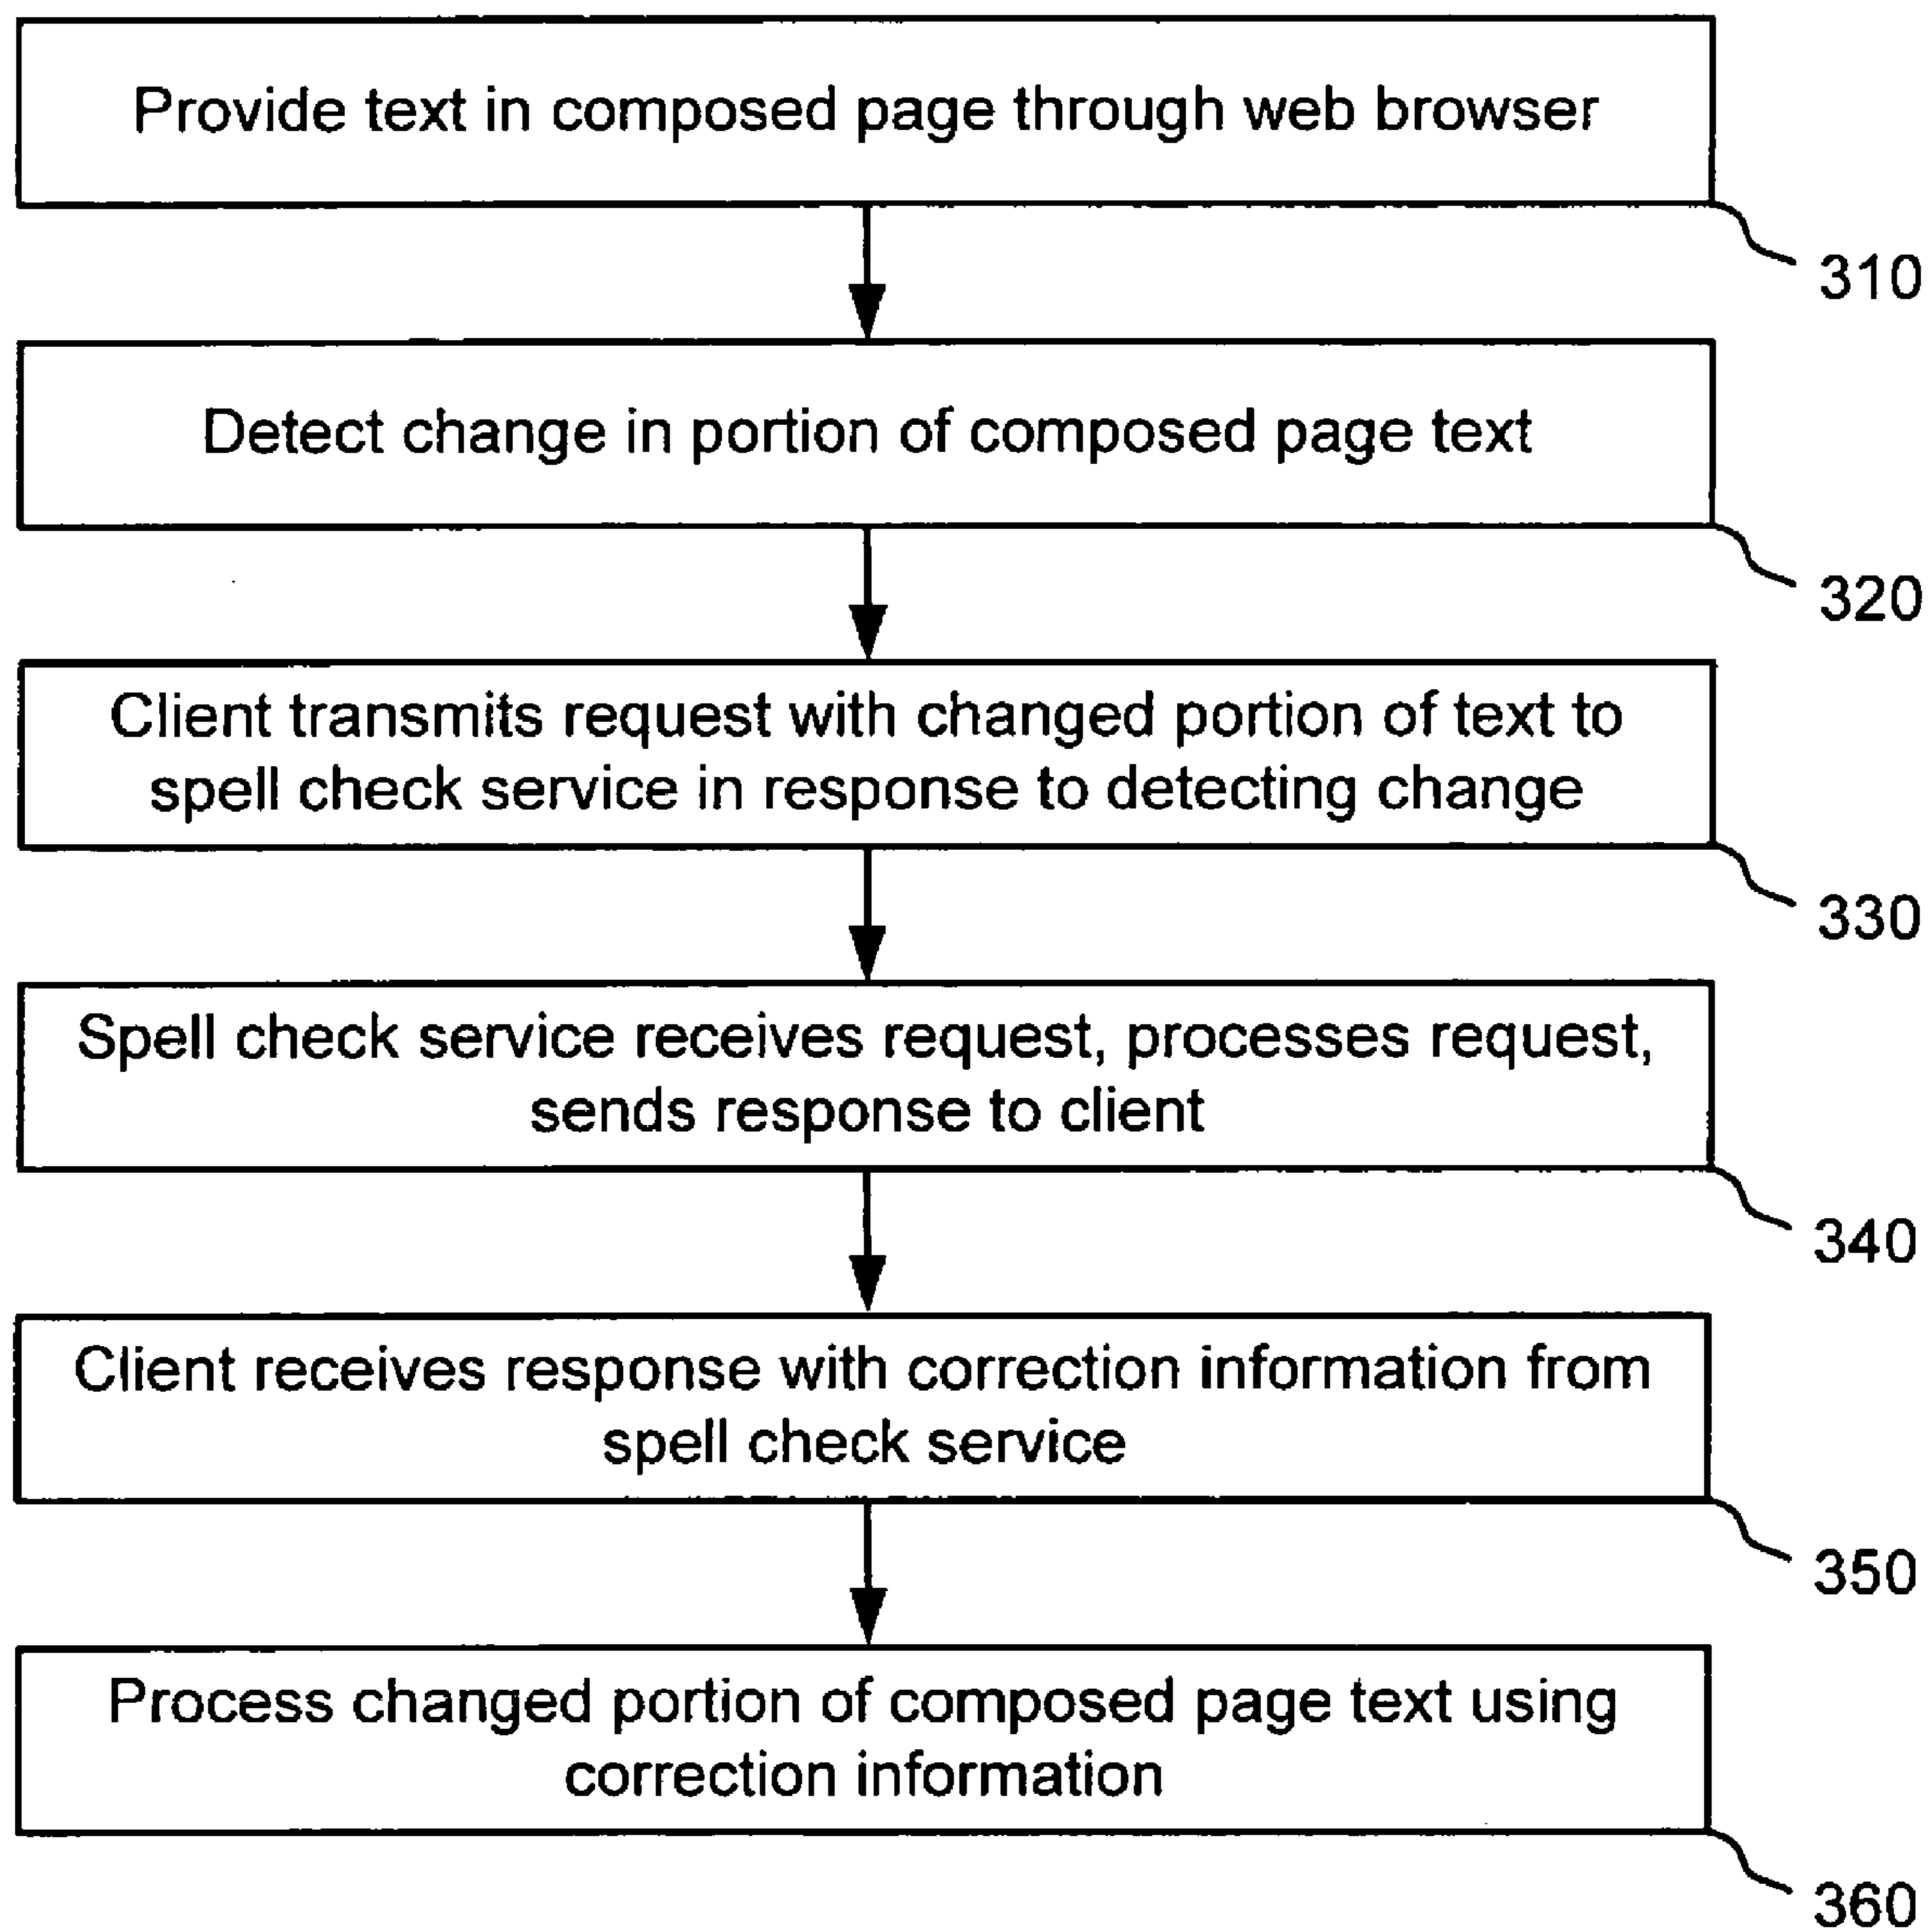 Provide text in composed page through web browser
310
Detect change in portion of composed page text
320
Client transmits request with changed portion of text to
spell check service in response to detecting change
330
Spell check service receives request, processes request,
sends response to client
340
Client receives response with correction information from
spell check service
350
Process changed portion of composed page text using
correction information
360